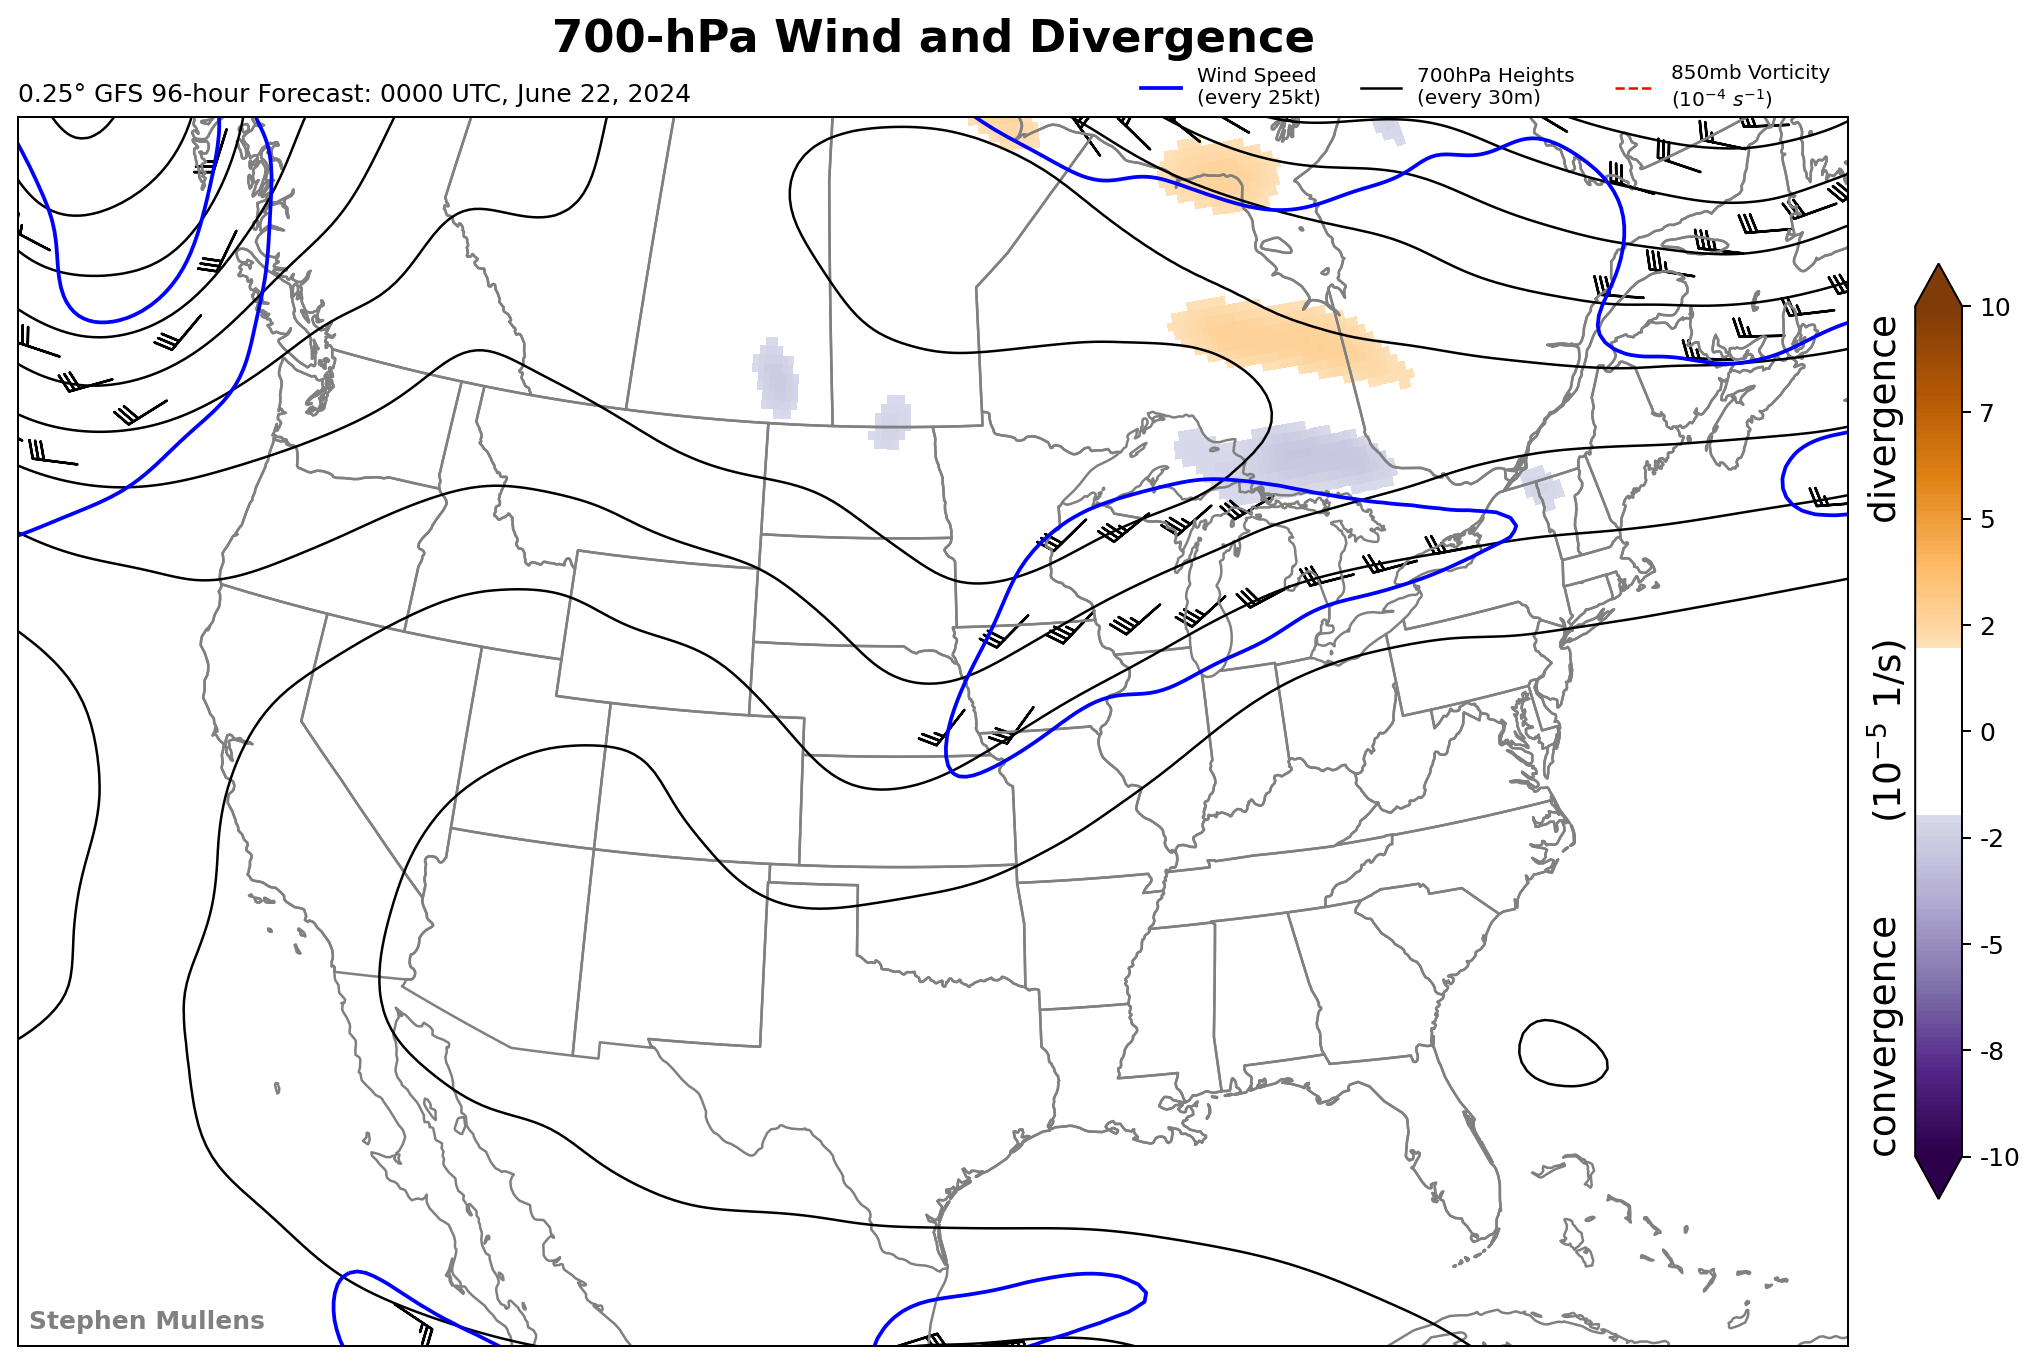 700-hPa Wind and Divergence
0.25° GFS 96-hour Forecast: 0000 UTC, June 22, 2024
Wind Speed
(every 25kt)
700hPa Heights
(every 30m)
850mb Vorticity
(10⁻⁴ s⁻¹)
10
7
5
2
0
-2
-5
-8
-10
convergence (10⁻⁵ 1/s) divergence
Stephen Mullens